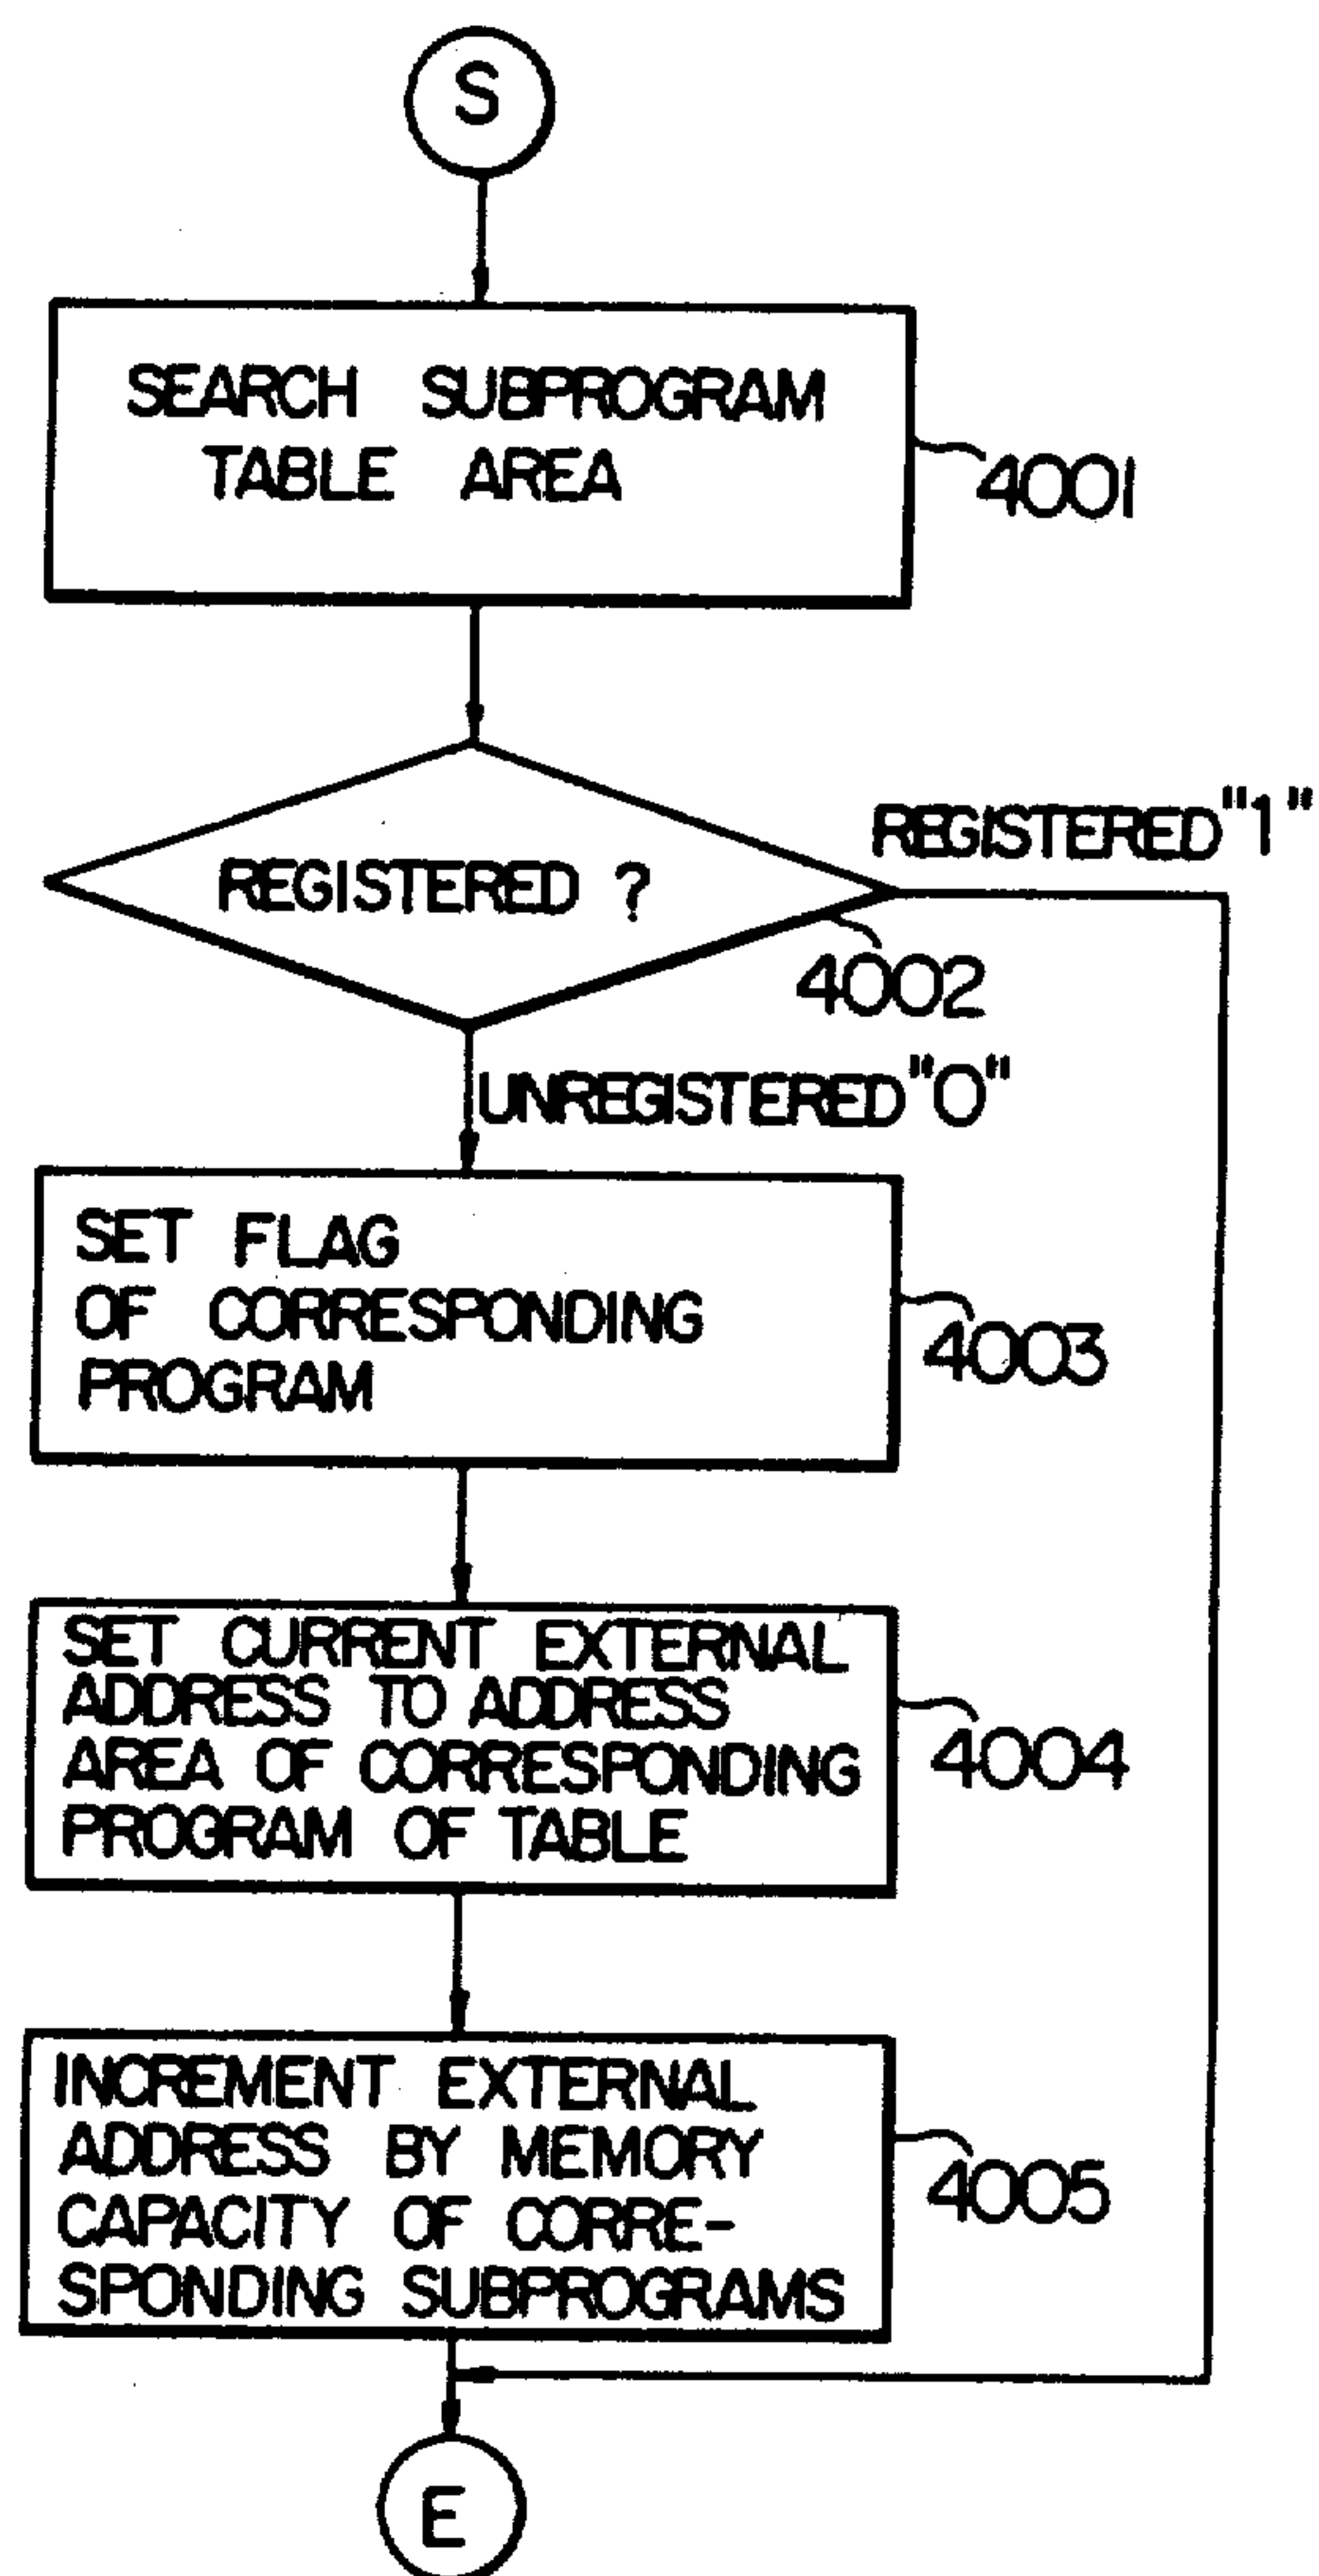 S
SEARCH SUBPROGRAM
TABLE AREA
4001
REGISTERED ?
REGISTERED "1"
4002
UNREGISTERED "0"
SET FLAG
OF CORRESPONDING
PROGRAM
4003
SET CURRENT EXTERNAL
ADDRESS TO ADDRESS
AREA OF CORRESPONDING
PROGRAM OF TABLE
4004
INCREMENT EXTERNAL
ADDRESS BY MEMORY
CAPACITY OF CORRE-
SPONDING SUBPROGRAMS
4005
E